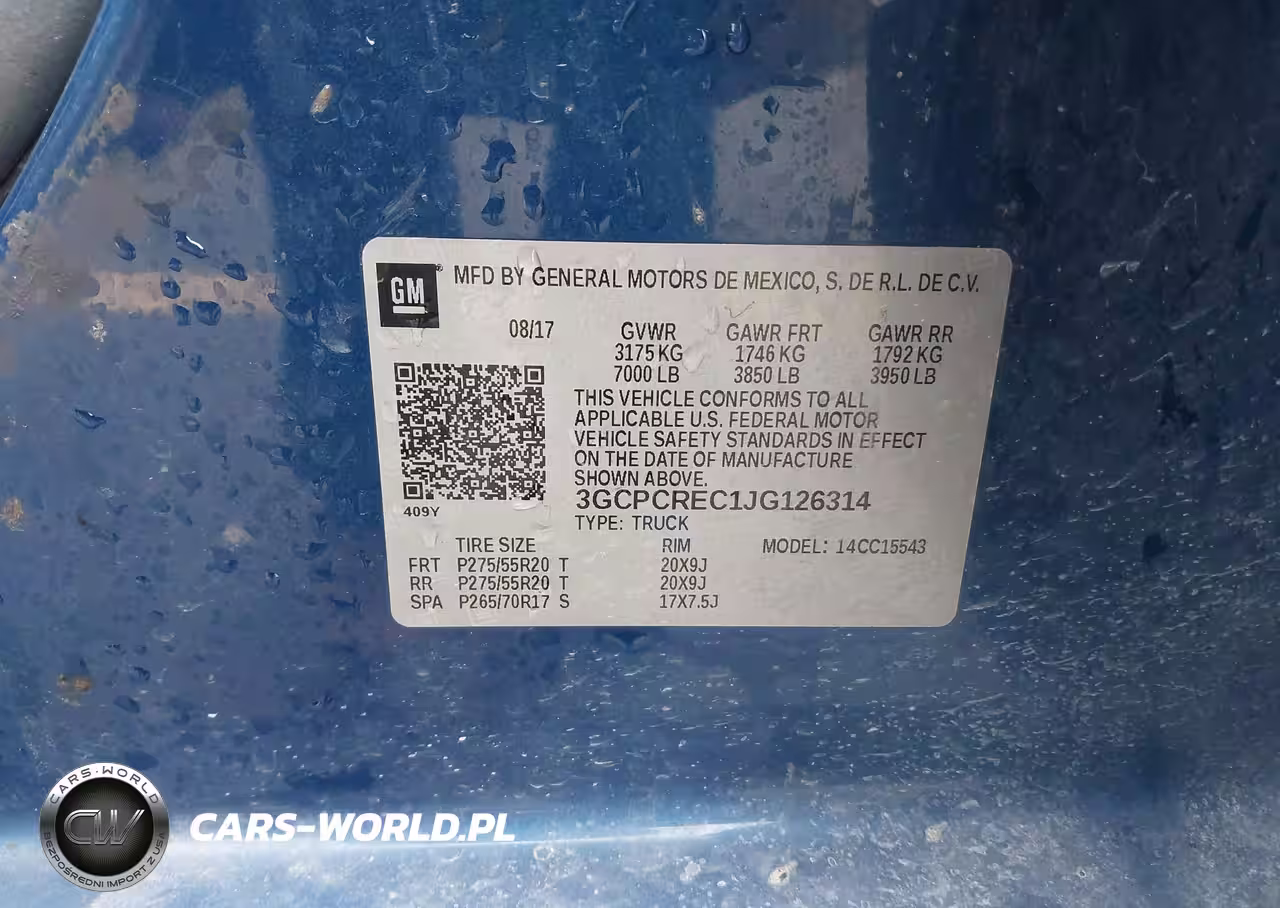 GM
MFD BY GENERAL MOTORS DE MEXICO, S. DE R.L. DE C.V.
08/17 GVWR GAWR FRT GAWR RR
3175 KG 1746 KG 1792 KG
7000 LB 3850 LB 3950 LB
THIS VEHICLE CONFORMS TO ALL
APPLICABLE U.S. FEDERAL MOTOR
VEHICLE SAFETY STANDARDS IN EFFECT
ON THE DATE OF MANUFACTURE
SHOWN ABOVE.
3GCPCREC1JG126314
409Y
TYPE: TRUCK
TIRE SIZE RIM MODEL: 14CC15543
FRT P275/55R20 T 20X9J
RR P275/55R20 T 20X9J
SPA P265/70R17 S 17X7.5J
CARS-WORLD
CW
BEZPOŚREDNI IMPORT Z USA
CARS-WORLD.PL